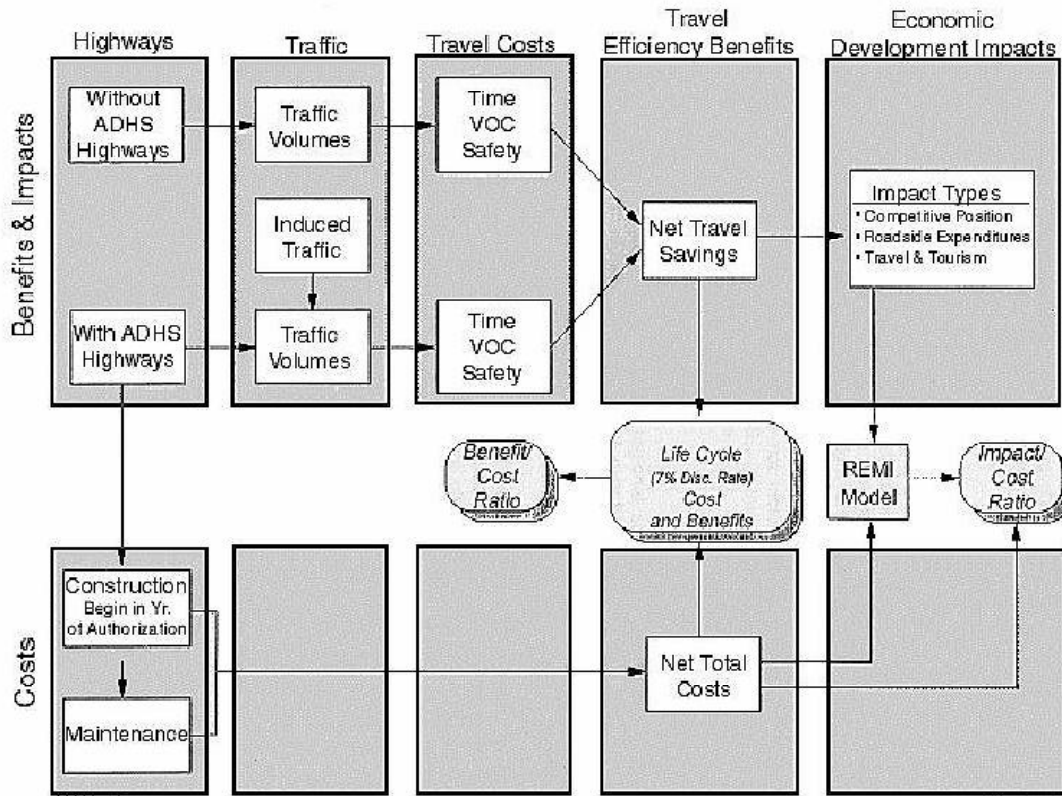 Highways
Traffic
Travel Costs
Travel
Efficiency Benefits
Economic
Development Impacts
Benefits & Impacts
Without
ADHS
Highways
Traffic
Volumes
Time
VOC
Safety
Induced
Traffic
Net Travel
Savings
Impact Types
• Competitive Position
• Roadside Expenditures
• Travel & Tourism
With ADHS
Highways
Traffic
Volumes
Time
VOC
Safety
Benefit/
Cost
Ratio
Life Cycle
(7% Disc. Rate)
Cost
and Benefits
REMI
Model
Impact/
Cost
Ratio
Costs
Construction
Begin in Yr.
of Authorization
Maintenance
Net Total
Costs